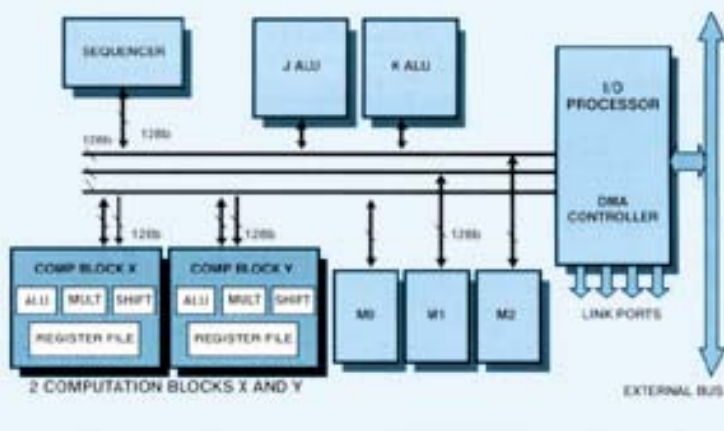 SEQUENCER
J ALU
K ALU
I/O
PROCESSOR
DMA
CONTROLLER
128b
128b
128b
128b
128b
COMP BLOCK X
ALU
MULT
SHIFT
REGISTER FILE
COMP BLOCK Y
ALU
MULT
SHIFT
REGISTER FILE
M0
M1
M2
LINK PORTS
2 COMPUTATION BLOCKS X AND Y
EXTERNAL BUS